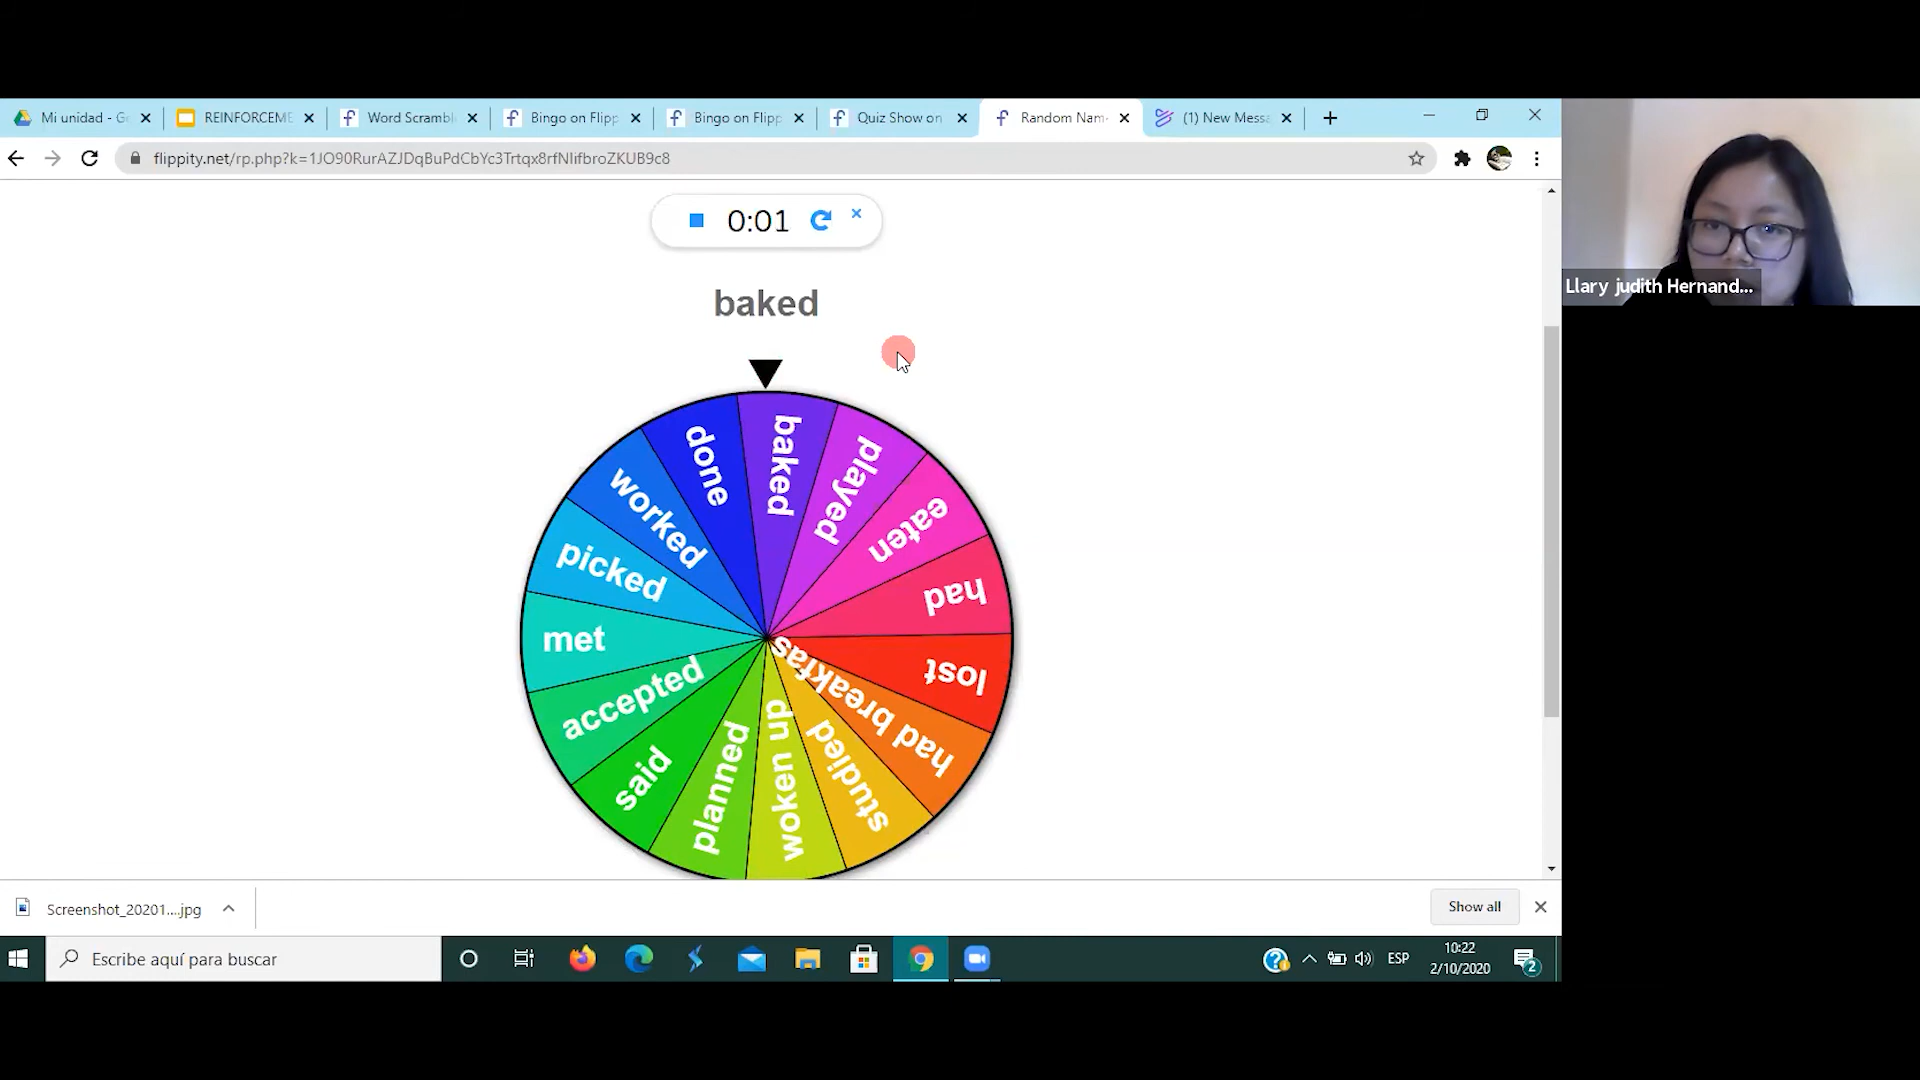 Mi unidad - G
REINFORCEME
Word Scrambl
Bingo on Flipp
Bingo on Flipp
Quiz Show on
Random Nam
(1) New Messa
flippity.net/rp.php?k=1JO90RurAZJDqBuPdCbYc3Trtqx8rfNIifbroZKUB9c8
0:01
baked
baked
played
eaten
had
lost
had breakfas
studied
woken up
planned
said
accepted
met
picked
worked
done
Llary judith Hernand...
Screenshot_20201....jpg
Show all
Escribe aquí para buscar
ESP
10:22
2/10/2020
2